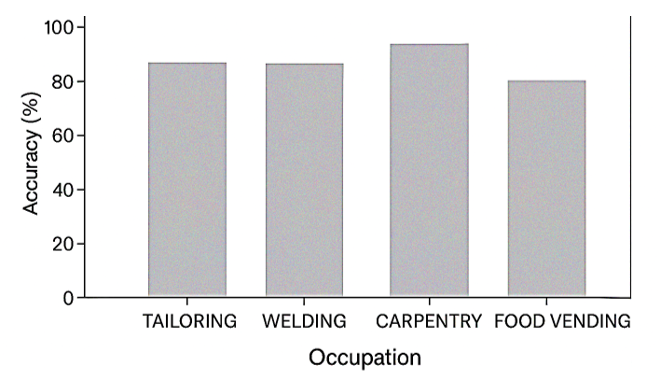 Accuracy (%)
100
80
60
40
20
0
TAILORING WELDING CARPENTRY FOOD VENDING
Occupation